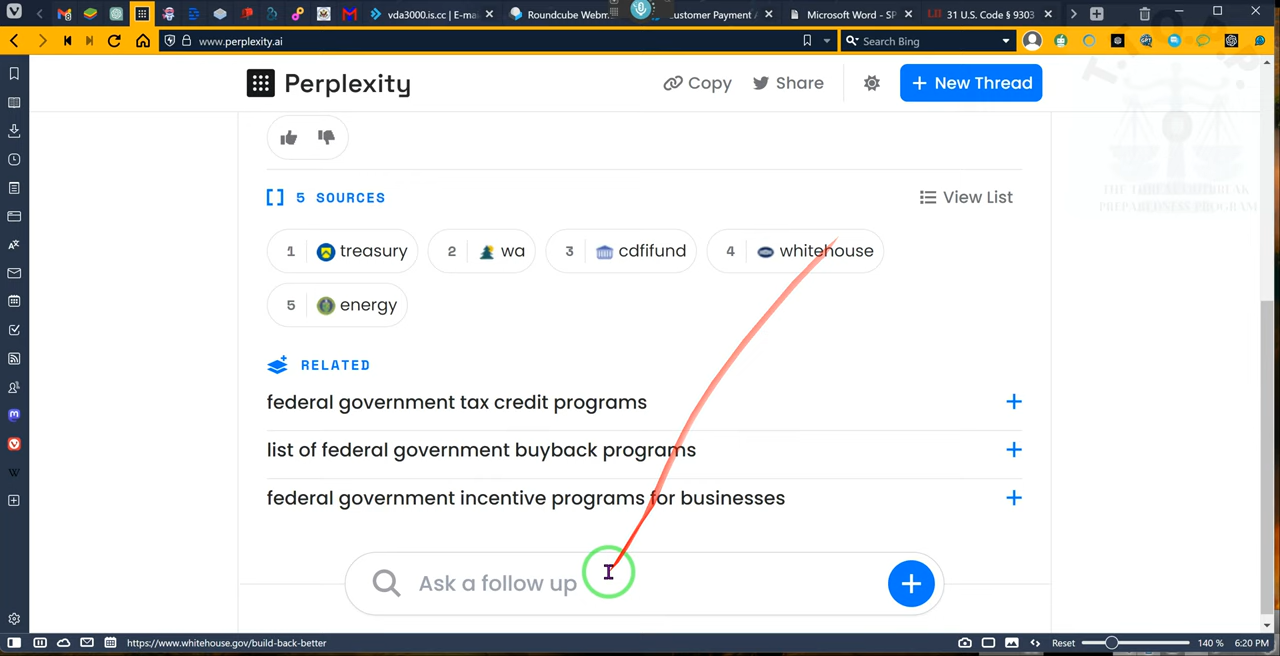 vda3000.is.cc | E-ma
Roundcube Webm
Customer Payment A
Microsoft Word - SP
31 U.S. Code § 9303
www.perplexity.ai
Search Bing
Perplexity
Copy
Share
+ New Thread
5 SOURCES
View List
1 treasury
2 wa
3 cdfifund
4 whitehouse
5 energy
RELATED
federal government tax credit programs
list of federal government buyback programs
federal government incentive programs for businesses
Ask a follow up
https://www.whitehouse.gov/build-back-better
Reset
140 %
6:20 PM